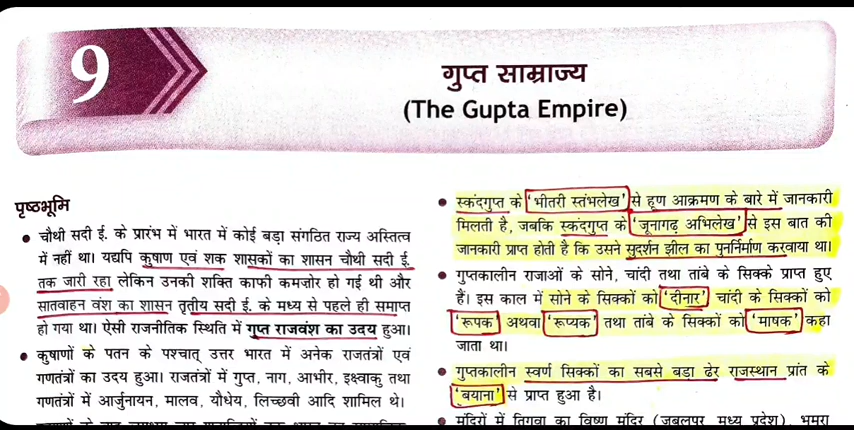 9
गुप्त साम्राज्य
(The Gupta Empire)
पृष्ठभूमि
• चौथी सदी ई. के प्रारंभ में भारत में कोई बड़ा संगठित राज्य अस्तित्व
में नहीं था। यद्यपि कुषाण एवं शक शासकों का शासन चौथी सदी ई.
तक जारी रहा लेकिन उनकी शक्ति काफी कमजोर हो गई थी और
सातवाहन वंश का शासन तृतीय सदी ई. के मध्य से पहले ही समाप्त
हो गया था। ऐसी राजनीतिक स्थिति में गुप्त राजवंश का उदय हुआ।
• कुषाणों के पतन के पश्चात् उत्तर भारत में अनेक राजतंत्रों एवं
गणतंत्रों का उदय हुआ। राजतंत्रों में गुप्त, नाग, आभीर, इक्ष्वाकु तथा
गणतंत्रों में आर्जुनायन, मालव, यौधेय, लिच्छवी आदि शामिल थे।
• स्कंदगुप्त के 'भीतरी स्तंभलेख' से हूण आक्रमण के बारे में जानकारी
मिलती है, जबकि स्कंदगुप्त के 'जूनागढ़ अभिलेख' से इस बात की
जानकारी प्राप्त होती है कि उसने सुदर्शन झील का पुनर्निर्माण करवाया था।
• गुप्तकालीन राजाओं के सोने, चांदी तथा तांबे के सिक्के प्राप्त हुए
हैं। इस काल में सोने के सिक्कों को 'दीनार' चांदी के सिक्कों को
'रूपक' अथवा 'रूप्यक' तथा तांबे के सिक्कों को 'माषक' कहा
जाता था।
• गुप्तकालीन स्वर्ण सिक्कों का सबसे बड़ा ढेर राजस्थान प्रांत के
'बयाना' से प्राप्त हुआ है।
• मंदिरों में तिगवा का विष्णु मंदिर (जबलपुर, मध्य प्रदेश), भूमरा